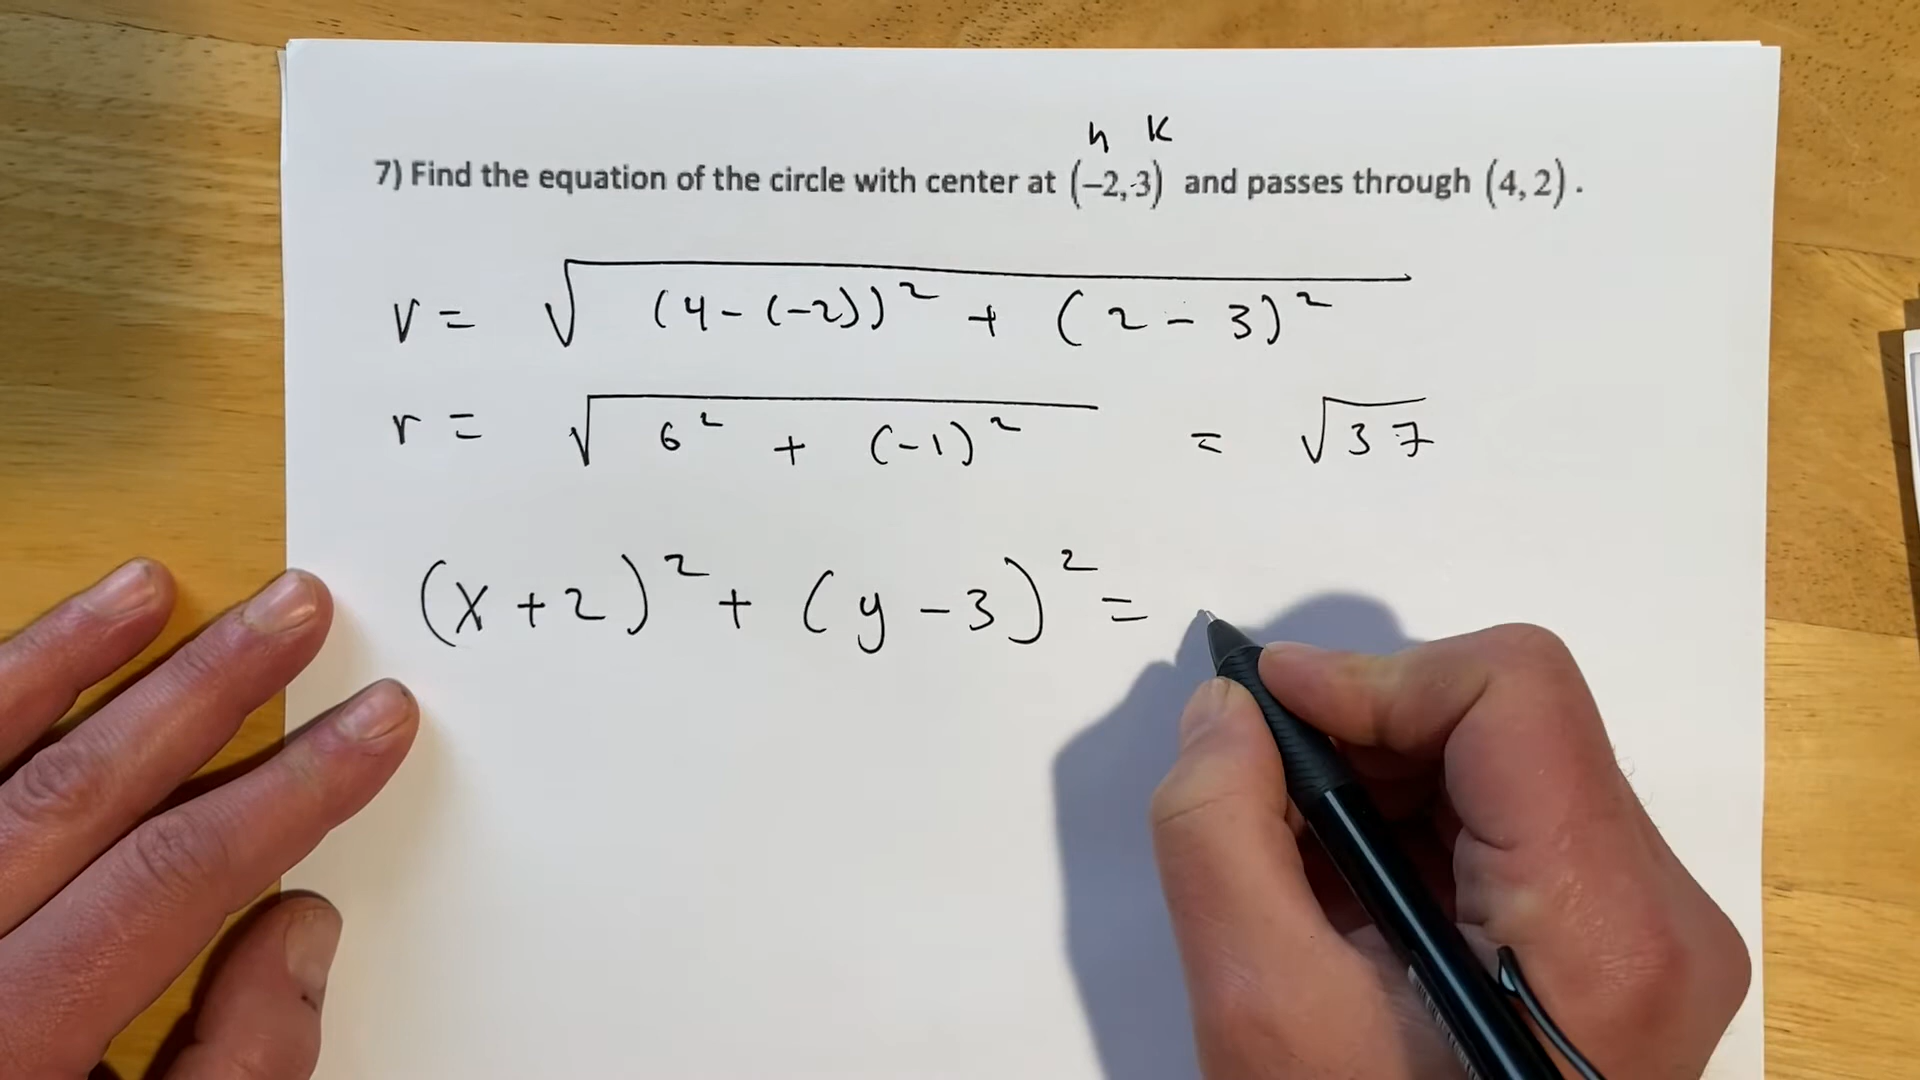 h k
7) Find the equation of the circle with center at (−2,3) and passes through (4,2).
r = √((4-(-2))² + (2-3)²)
r = √(6² + (-1)²) = √37
(x+2)² + (y-3)² =